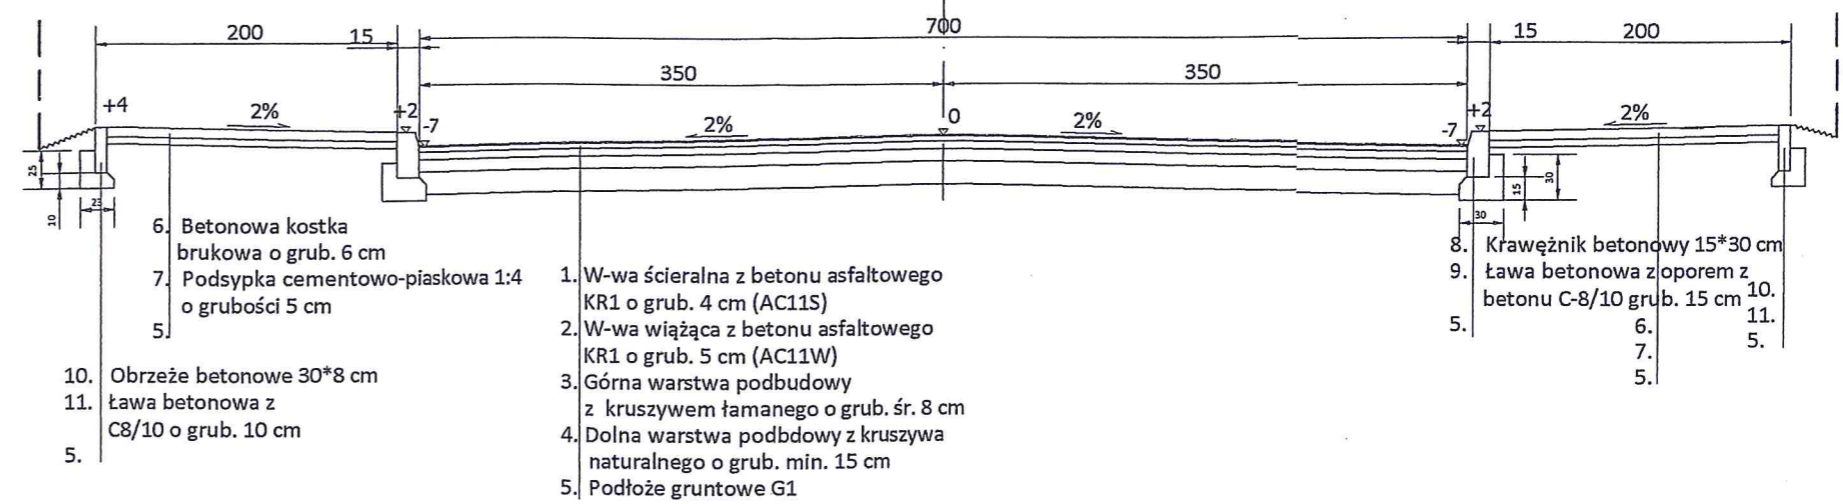 200
15
700
15
200
350
350
+4
2%
+2
-7
2%
0
2%
-7
+2
2%
25
10
23
15
30
30
6. Betonowa kostka
brukowa o grub. 6 cm
7. Podsypka cementowo-piaskowa 1:4
o grubości 5 cm
5.
10. Obrzeże betonowe 30*8 cm
11. Ława betonowa z
C8/10 o grub. 10 cm
5.
1. W-wa ścieralna z betonu asfaltowego
KR1 o grub. 4 cm (AC11S)
2. W-wa wiążąca z betonu asfaltowego
KR1 o grub. 5 cm (AC11W)
3. Górna warstwa podbudowy
z kruszywem łamanego o grub. śr. 8 cm
4. Dolna warstwa podbdowy z kruszywa
naturalnego o grub. min. 15 cm
5. Podłoże gruntowe G1
8. Krawężnik betonowy 15*30 cm
9. Ława betonowa z oporem z
betonu C-8/10 grub. 15 cm
5.
6.
7.
5.
10.
11.
5.